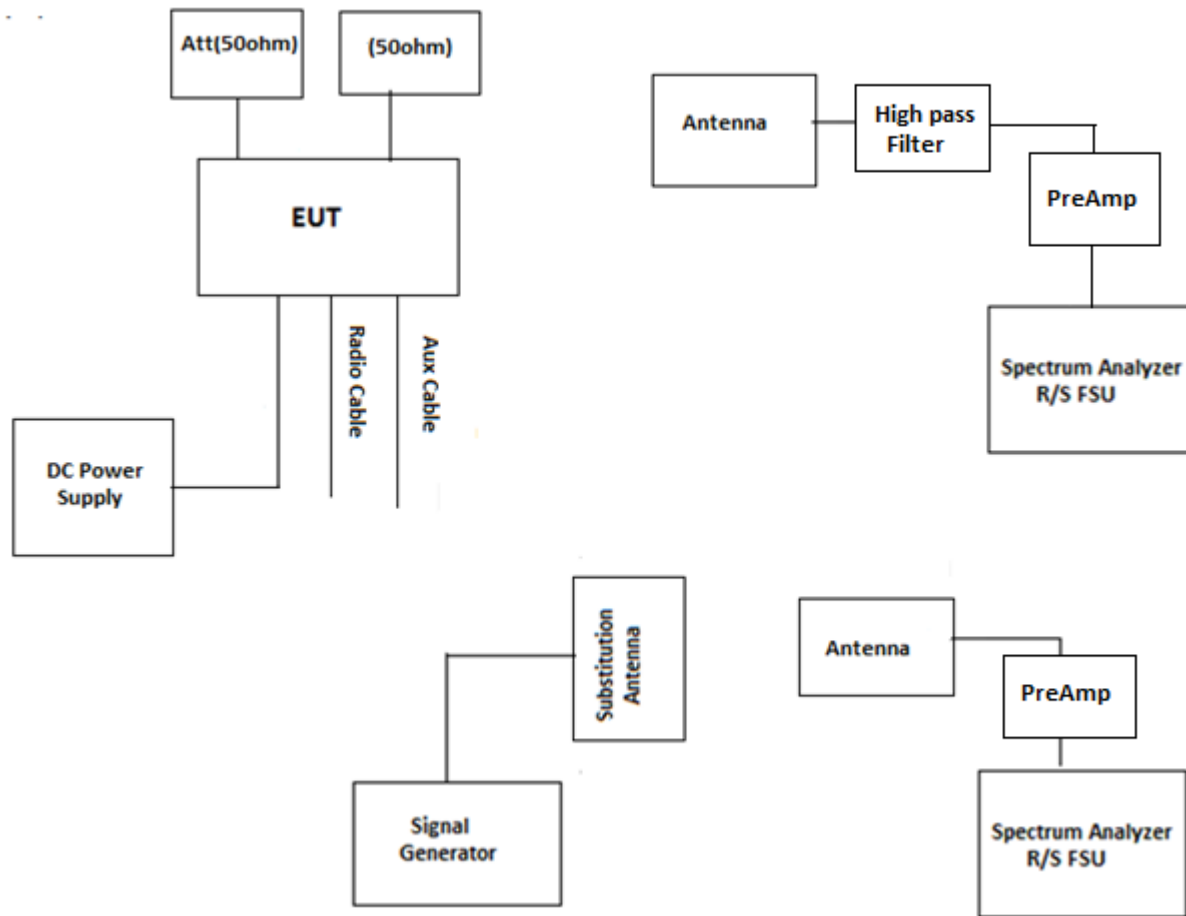 Att(50ohm)
(50ohm)
EUT
Radio Cable
Aux Cable
DC Power
Supply
Antenna
High pass
Filter
PreAmp
Spectrum Analyzer
R/S FSU
Substitution
Antenna
Signal
Generator
Antenna
PreAmp
Spectrum Analyzer
R/S FSU